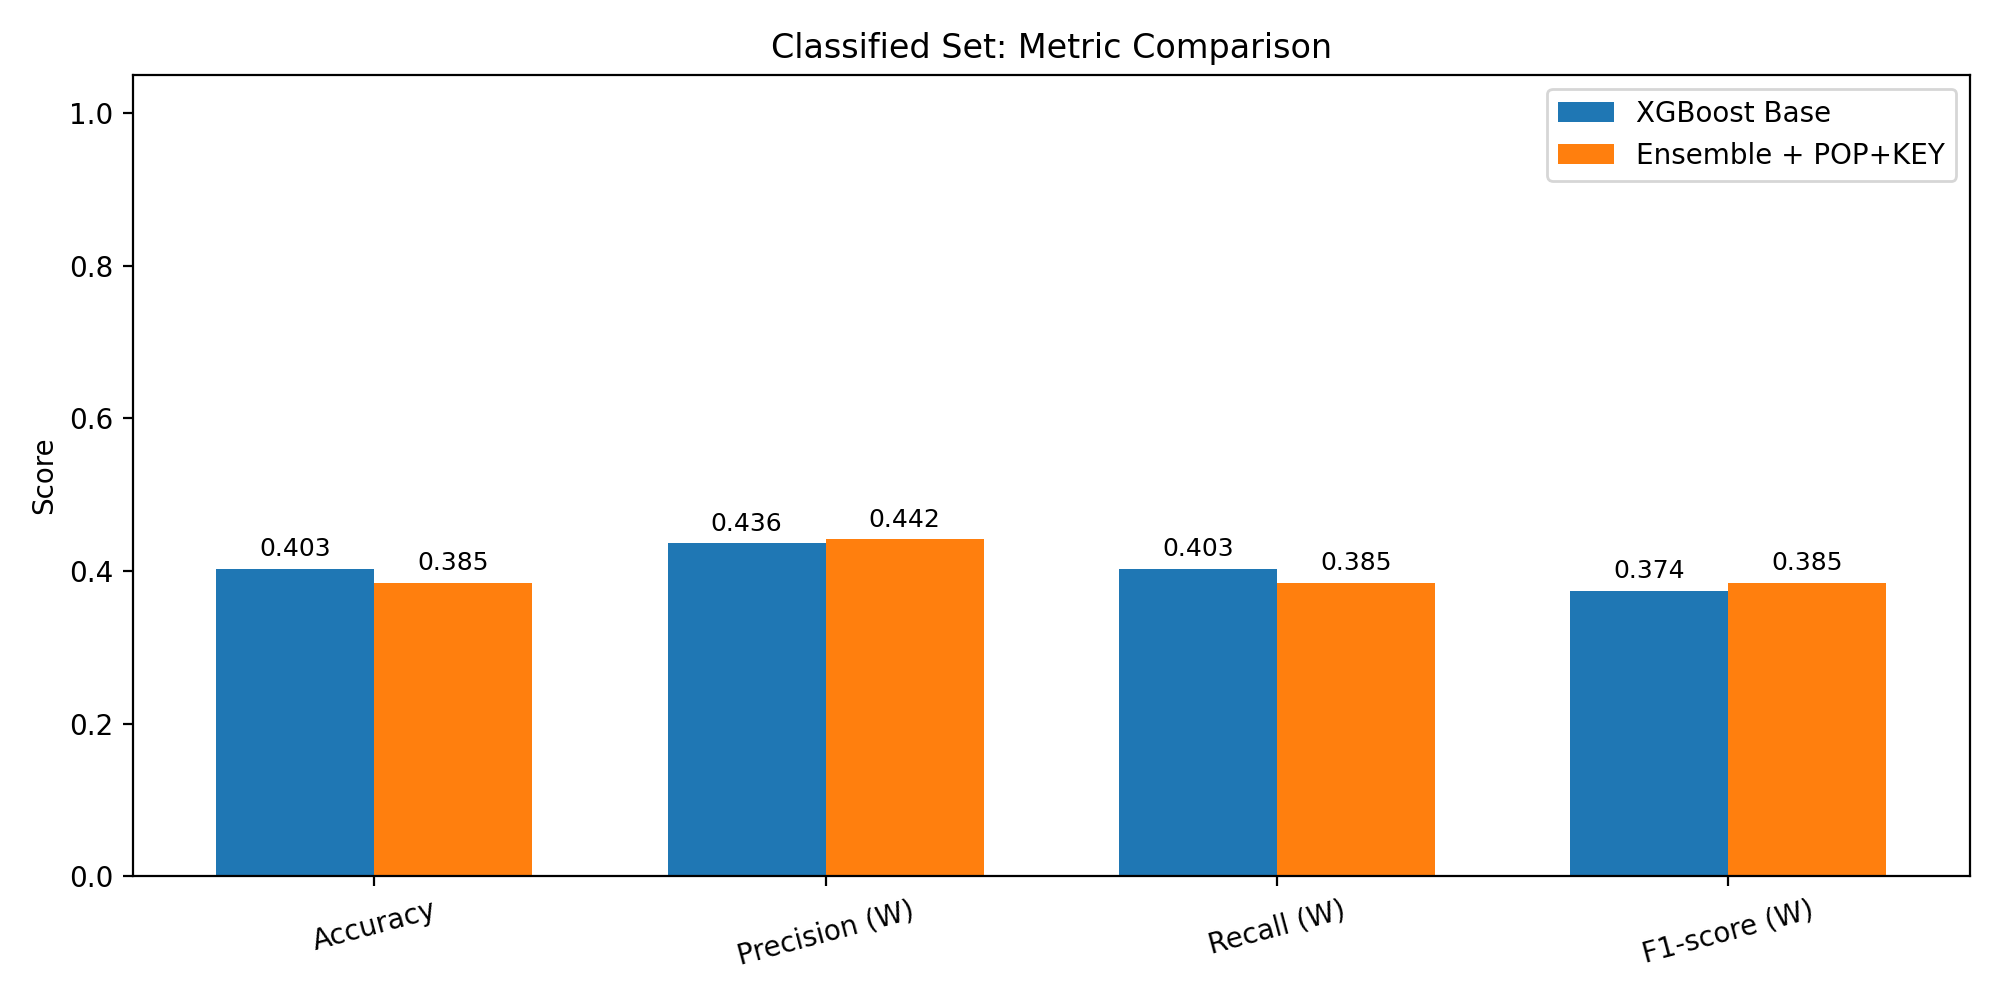 Classified Set: Metric Comparison
XGBoost Base
Ensemble + POP+KEY
Score
1.0
0.8
0.6
0.4
0.2
0.0
0.403
0.385
0.436
0.442
0.403
0.385
0.374
0.385
Accuracy
Precision (W)
Recall (W)
F1-score (W)